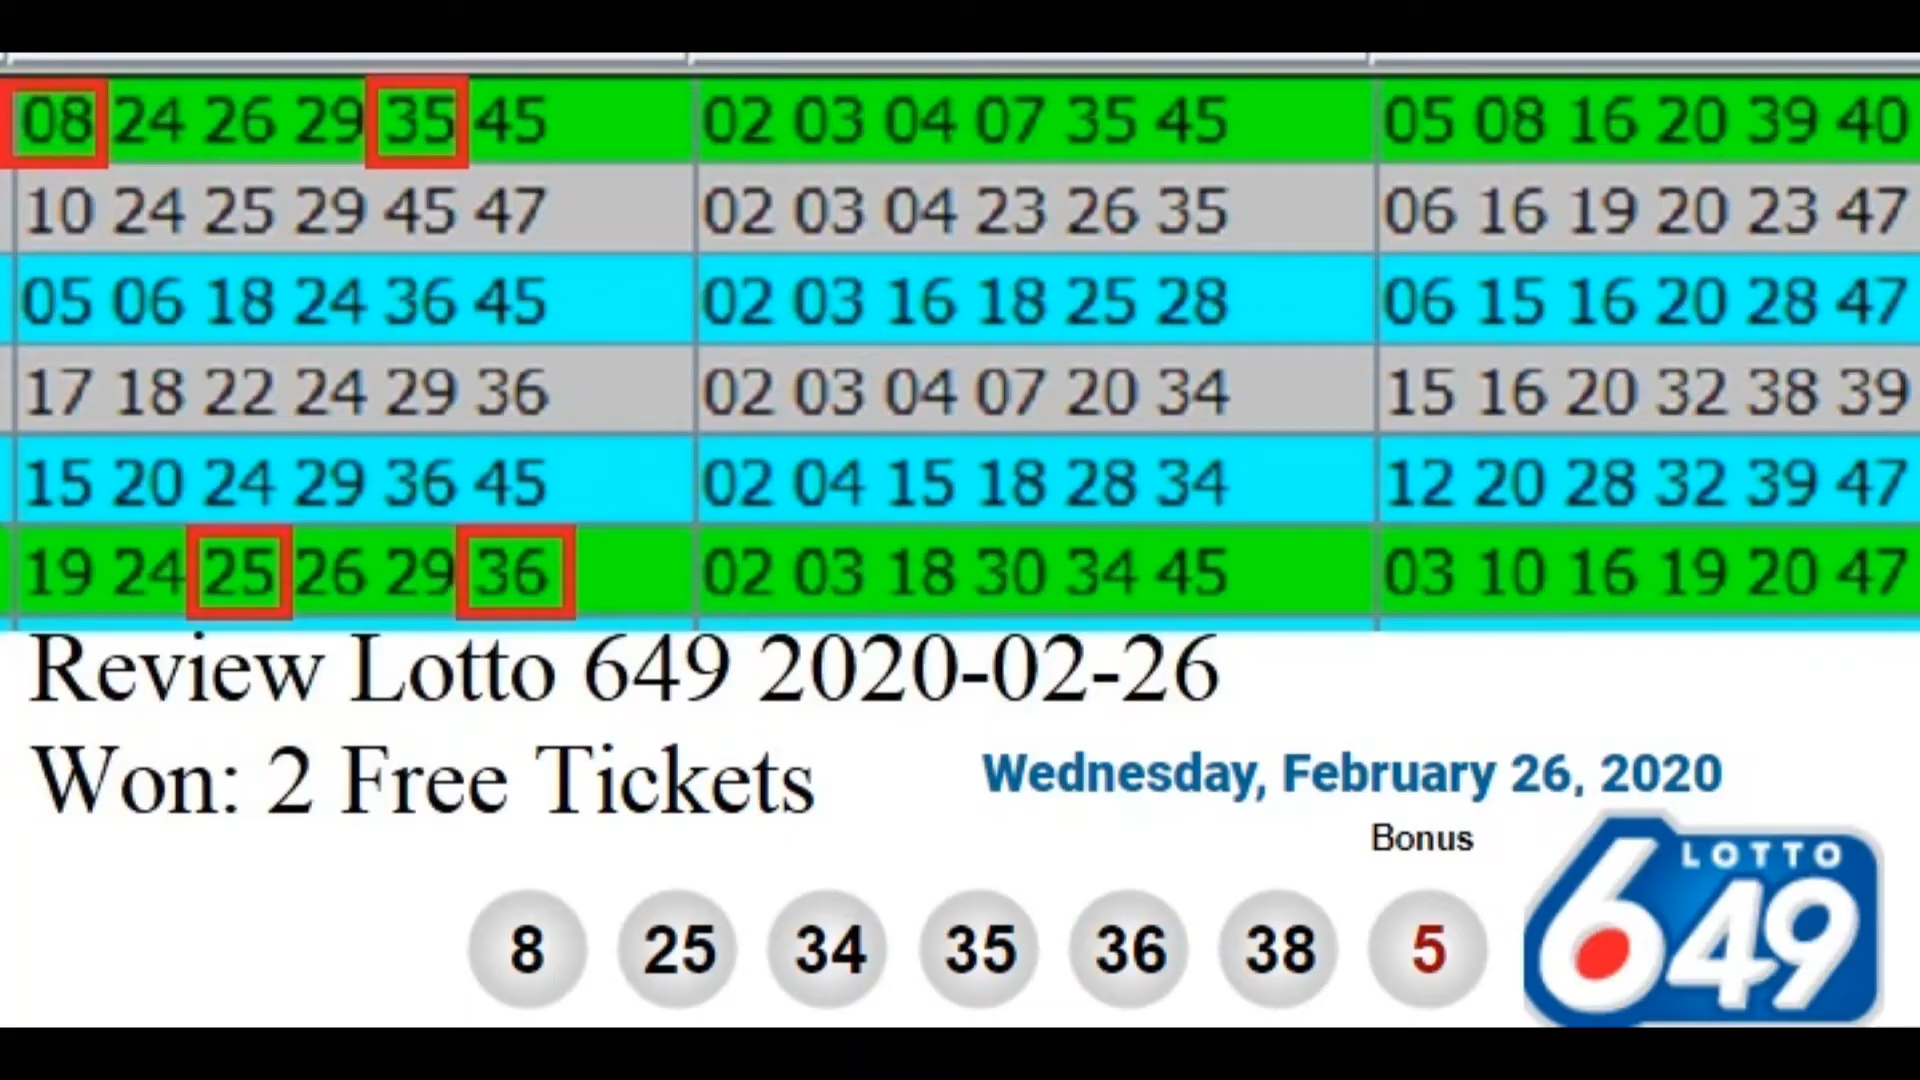 08 24 26 29 35 45 02 03 04 07 35 45 05 08 16 20 39 40
10 24 25 29 45 47 02 03 04 23 26 35 06 16 19 20 23 47
05 06 18 24 36 45 02 03 16 18 25 28 06 15 16 20 28 47
17 18 22 24 29 36 02 03 04 07 20 34 15 16 20 32 38 39
15 20 24 29 36 45 02 04 15 18 28 34 12 20 28 32 39 47
19 24 25 26 29 36 02 03 18 30 34 45 03 10 16 19 20 47
Review Lotto 649 2020-02-26
Won: 2 Free Tickets
Wednesday, February 26, 2020
Bonus
8 25 34 35 36 38 5
LOTTO
649